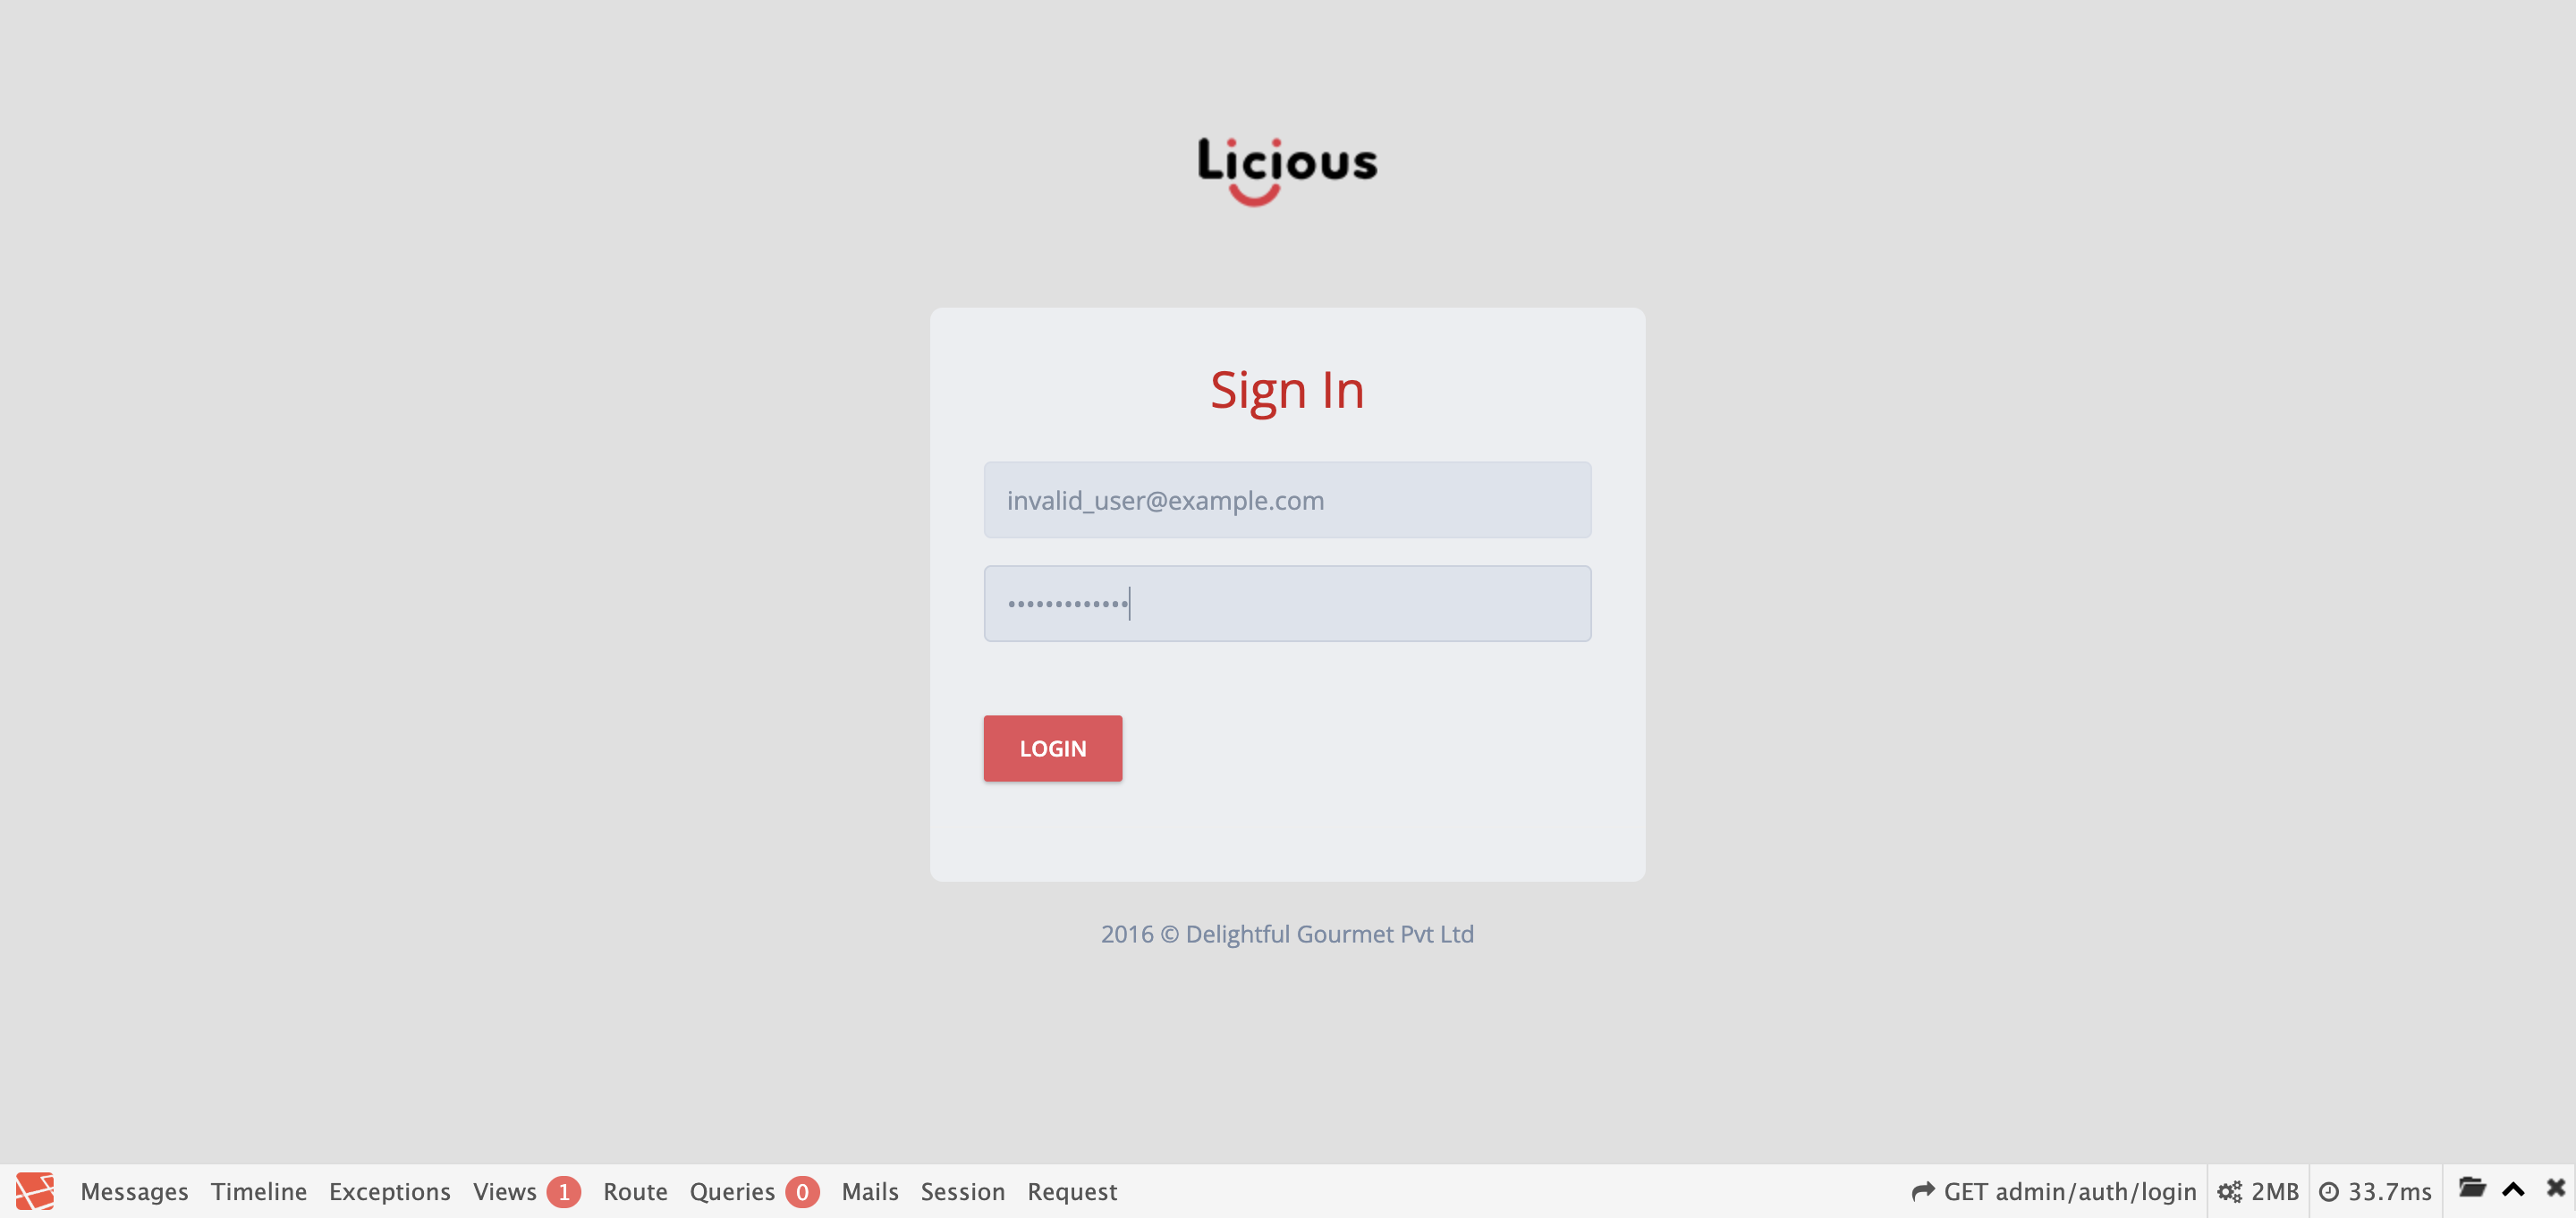 Licious
Sign In
invalid_user@example.com
•••••••••••••
LOGIN
2016 © Delightful Gourmet Pvt Ltd
Messages Timeline Exceptions Views 1 Route Queries 0 Mails Session Request GET admin/auth/login 2MB 33.7ms